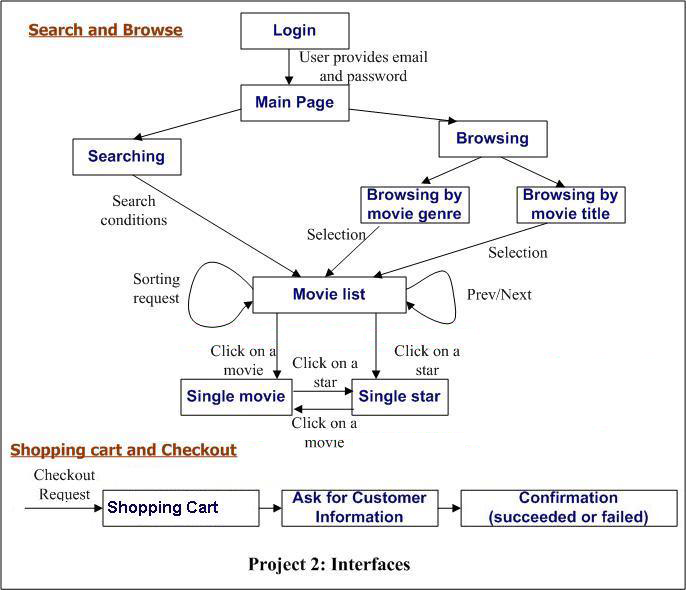 Search and Browse
Login
User provides email
and password
Main Page
Browsing
Searching
Browsing by
movie genre
Browsing by
movie title
Search
conditions
Selection
Selection
Sorting
request
Movie list
Prev/Next
Click on a
movie
Click on a
star
Click on a
star
Single movie
Single star
Click on a
movie
Shopping cart and Checkout
Checkout
Request
Shopping Cart
Ask for Customer
Information
Confirmation
(succeeded or failed)
Project 2: Interfaces